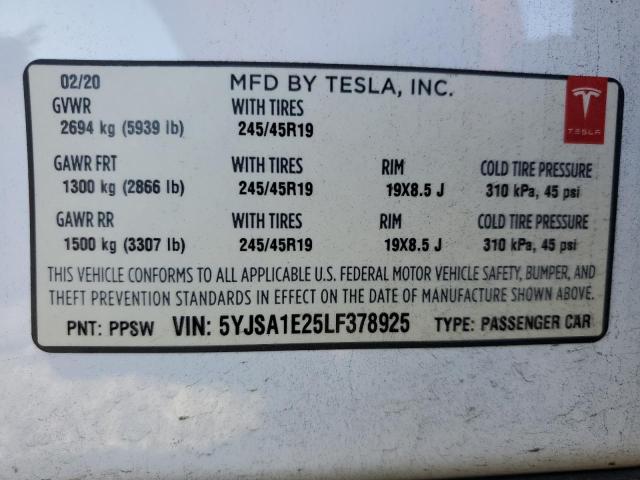 02/20 MFD BY TESLA, INC.
GVWR WITH TIRES
2694 kg (5939 lb) 245/45R19
TESLA
GAWR FRT WITH TIRES RIM COLD TIRE PRESSURE
1300 kg (2866 lb) 245/45R19 19X8.5 J 310 kPa, 45 psi
GAWR RR WITH TIRES RIM COLD TIRE PRESSURE
1500 kg (3307 lb) 245/45R19 19X8.5 J 310 kPa, 45 psi
THIS VEHICLE CONFORMS TO ALL APPLICABLE U.S. FEDERAL MOTOR VEHICLE SAFETY, BUMPER, AND
THEFT PREVENTION STANDARDS IN EFFECT ON THE DATE OF MANUFACTURE SHOWN ABOVE.
PNT: PPSW VIN: 5YJSA1E25LF378925 TYPE: PASSENGER CAR